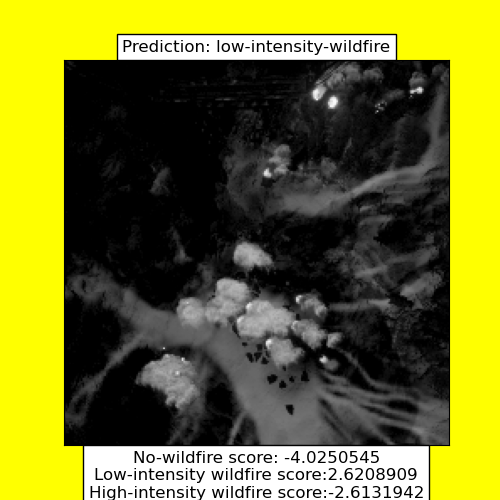 Prediction: low-intensity-wildfire
No-wildfire score: -4.0250545
Low-intensity wildfire score:2.6208909
High-intensity wildfire score:-2.6131942